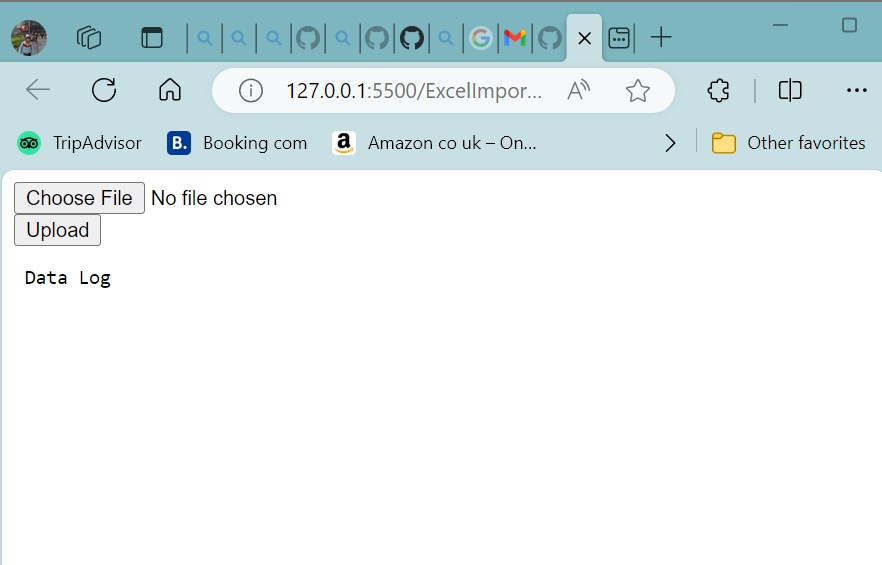 127.0.0.1:5500/ExcelImpor...
TripAdvisor B. Booking com a Amazon co uk – On... Other favorites
Choose File No file chosen
Upload
Data Log